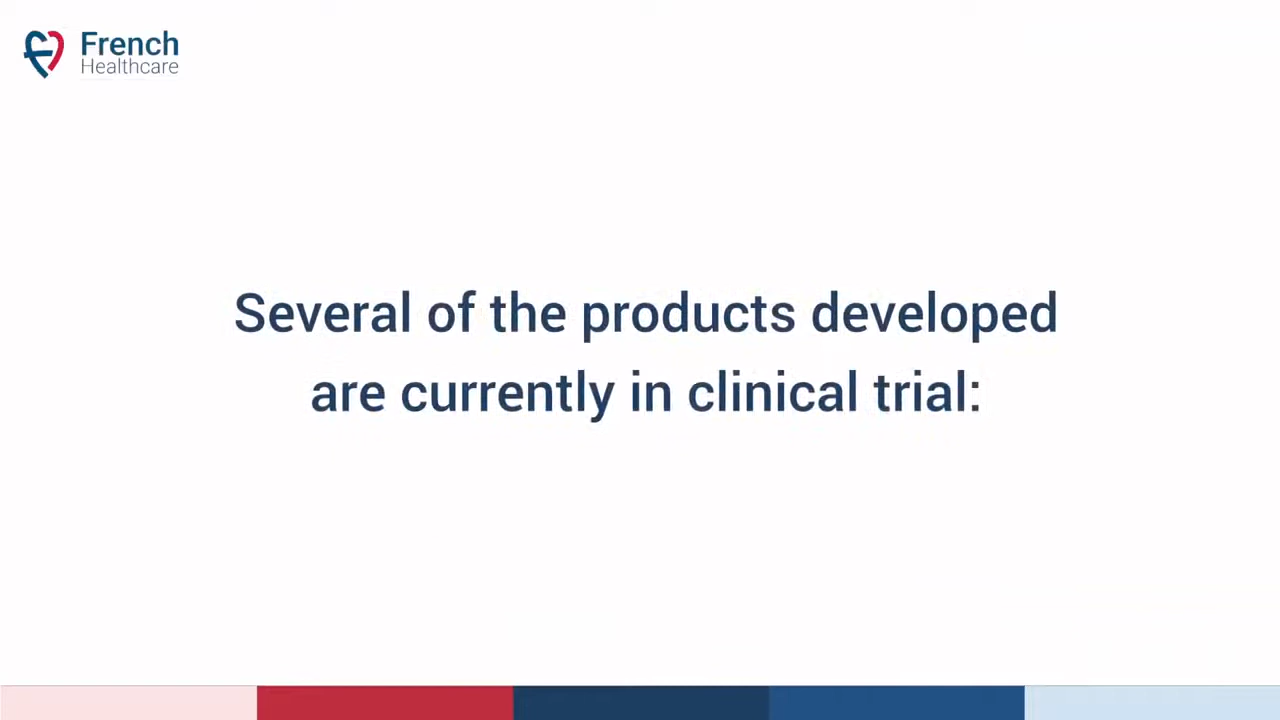 French
Healthcare
Several of the products developed
are currently in clinical trial: